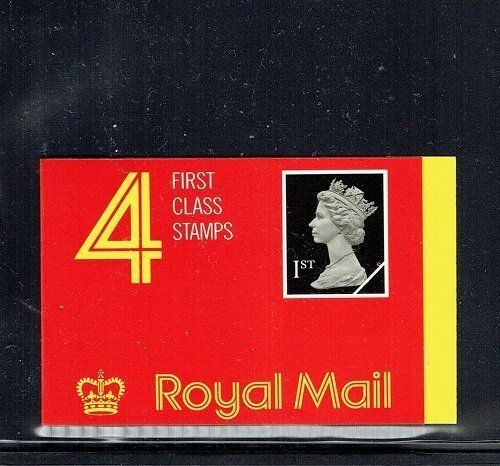 4
FIRST
CLASS
STAMPS
1ST
Royal Mail